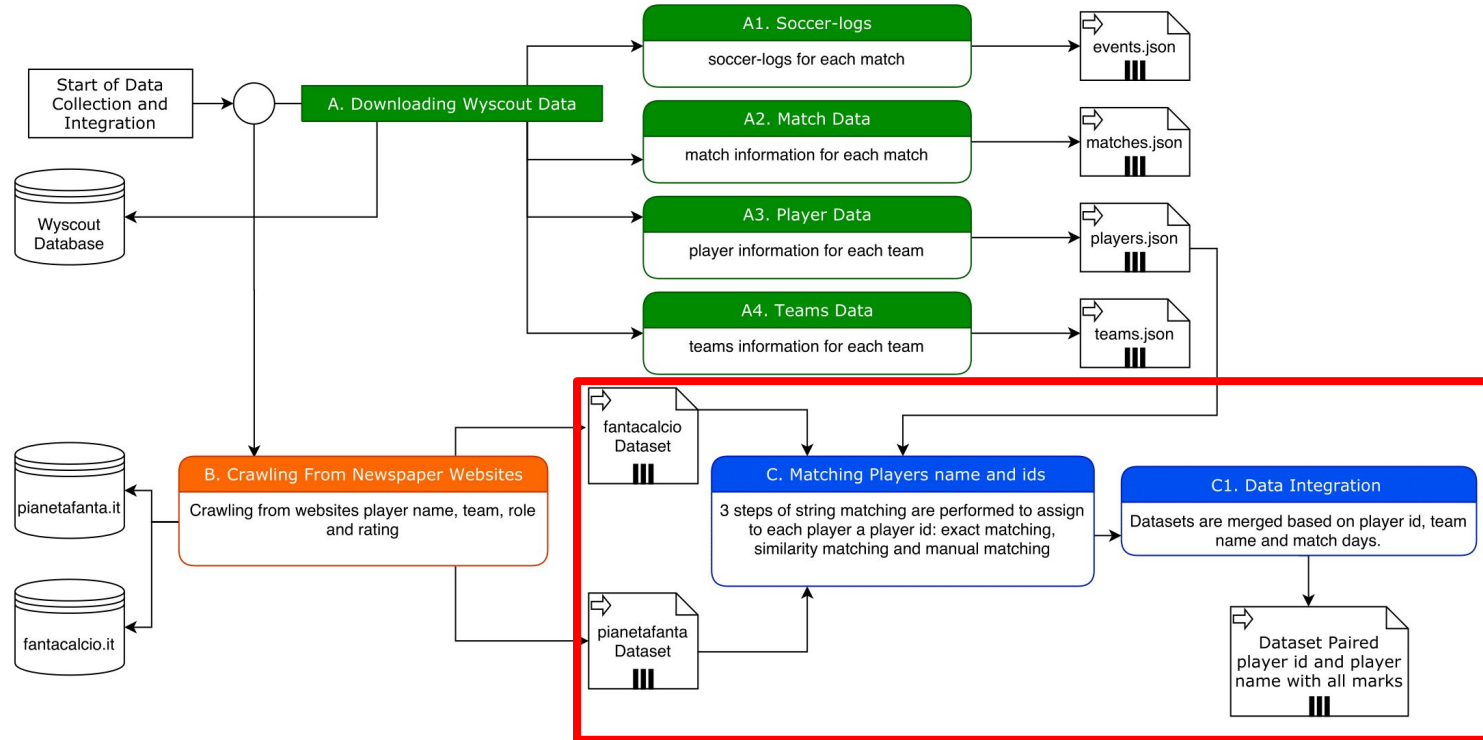 A1. Soccer-logs
soccer-logs for each match
events.json
Start of Data
Collection and
Integration
A. Downloading Wyscout Data
A2. Match Data
match information for each match
matches.json
Wyscout
Database
A3. Player Data
player information for each team
players.json
A4. Teams Data
teams information for each team
teams.json
fantacalcio
Dataset
pianetafanta.it
B. Crawling From Newspaper Websites
Crawling from websites player name, team, role
and rating
C. Matching Players name and ids
3 steps of string matching are performed to assign
to each player a player id: exact matching,
similarity matching and manual matching
C1. Data Integration
Datasets are merged based on player id, team
name and match days.
fantacalcio.it
pianetafanta
Dataset
Dataset Paired
player id and player
name with all marks